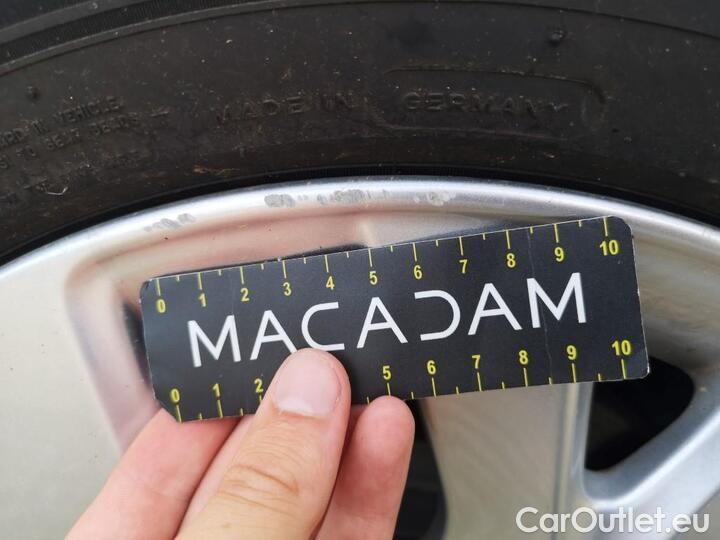 MADE IN GERMANY
0 1 2 3 4 5 6 7 8 9 10
MACADAM
0 1 2 5 6 7 8 9 10
CarOutlet.eu